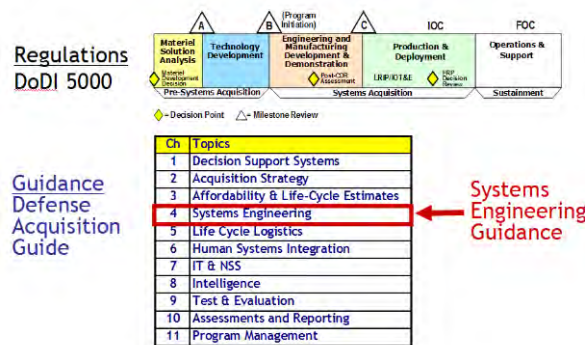 (Program
Initiation)
A
B
C
IOC
FOC
Materiel
Solution
Analysis
Technology
Development
Engineering and
Manufacturing
Development &
Demonstration
Production &
Deployment
Operations &
Support
Materiel
Development
Decision
Post-CDR
Assessment
LRIP/IOT&E
FRP
Decision
Review
Pre-Systems Acquisition
Systems Acquisition
Sustainment
= Decision Point
= Milestone Review
Regulations
DoDI 5000
Ch Topics
1 Decision Support Systems
2 Acquisition Strategy
3 Affordability & Life-Cycle Estimates
4 Systems Engineering
5 Life Cycle Logistics
6 Human Systems Integration
7 IT & NSS
8 Intelligence
9 Test & Evaluation
10 Assessments and Reporting
11 Program Management
Guidance
Defense
Acquisition
Guide
Systems
Engineering
Guidance